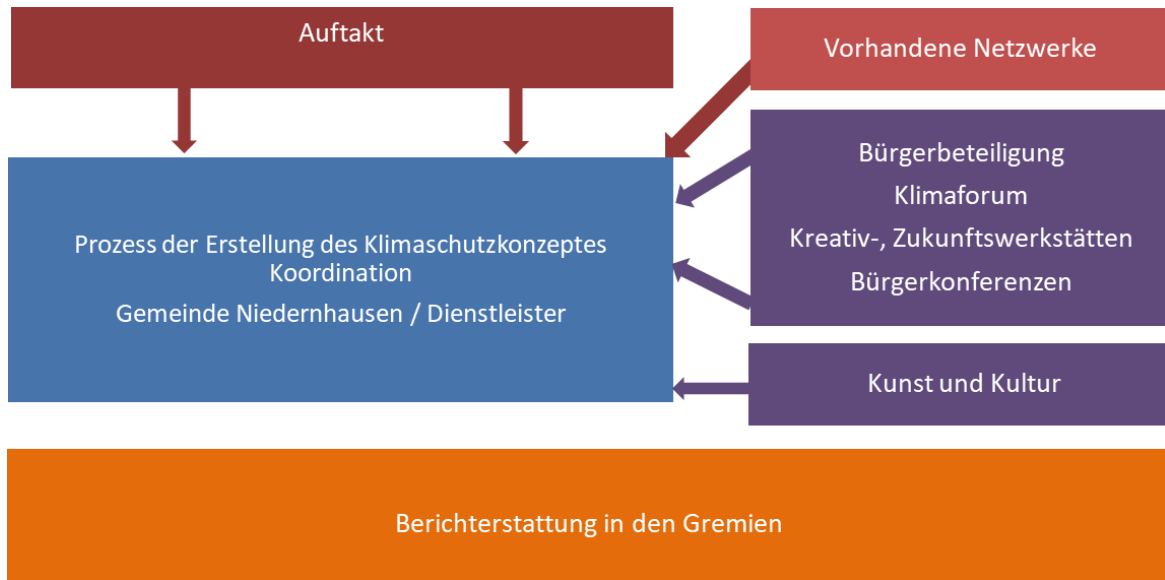 Auftakt
Vorhandene Netzwerke
Prozess der Erstellung des Klimaschutzkonzeptes
Koordination
Gemeinde Niedernhausen / Dienstleister
Bürgerbeteiligung
Klimaforum
Kreativ-, Zukunftswerkstätten
Bürgerkonferenzen
Kunst und Kultur
Berichterstattung in den Gremien